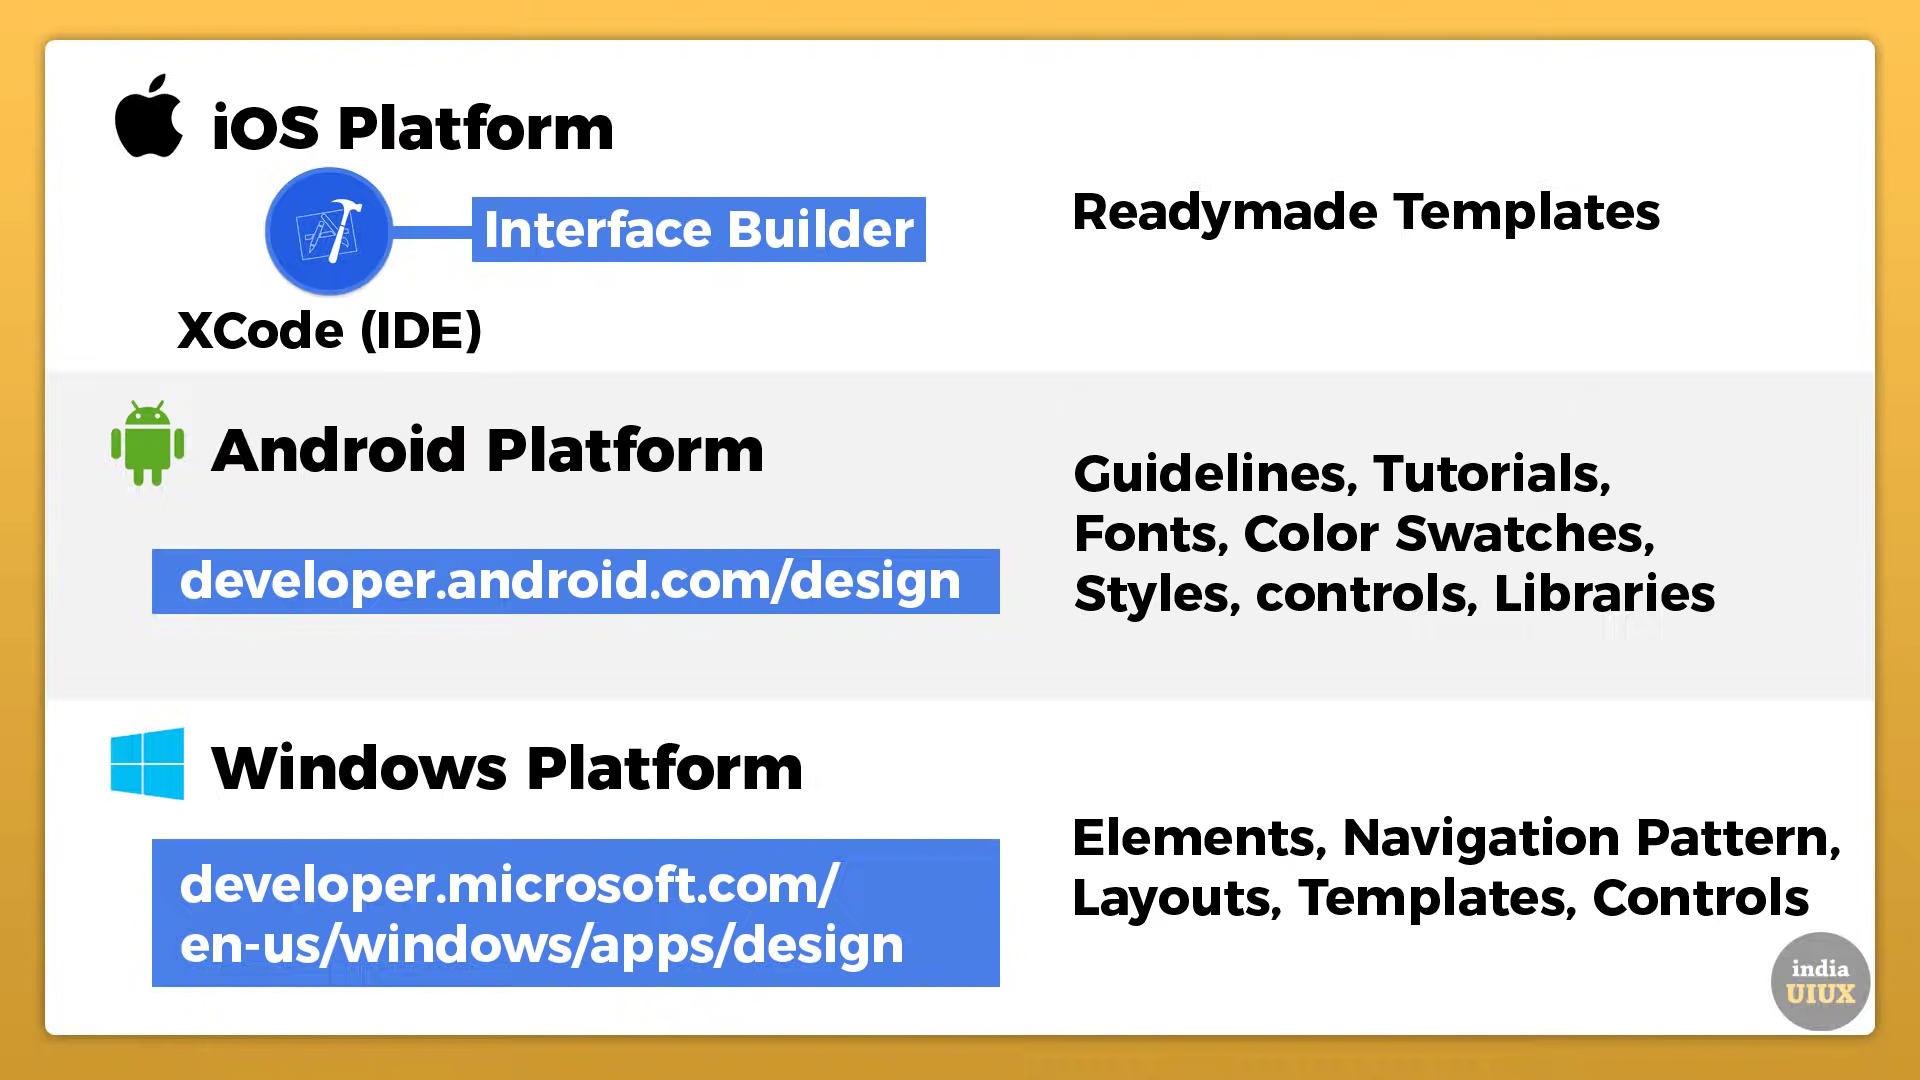 iOS Platform
Interface Builder
XCode (IDE)
Readymade Templates
Android Platform
developer.android.com/design
Guidelines, Tutorials,
Fonts, Color Swatches,
Styles, controls, Libraries
Windows Platform
developer.microsoft.com/
en-us/windows/apps/design
Elements, Navigation Pattern,
Layouts, Templates, Controls
india
UIUX